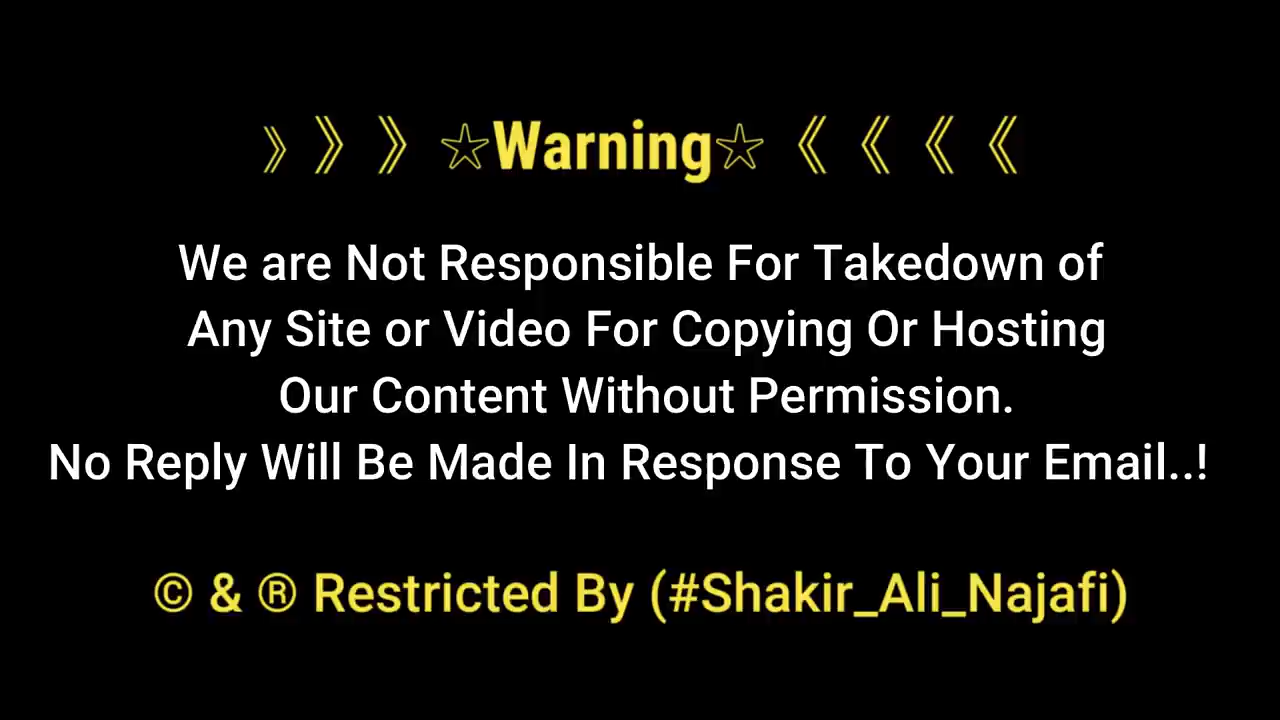 》 》 》 ☆Warning☆ 《 《 《 《
We are Not Responsible For Takedown of
Any Site or Video For Copying Or Hosting
Our Content Without Permission.
No Reply Will Be Made In Response To Your Email..!
© & ® Restricted By (#Shakir_Ali_Najafi)